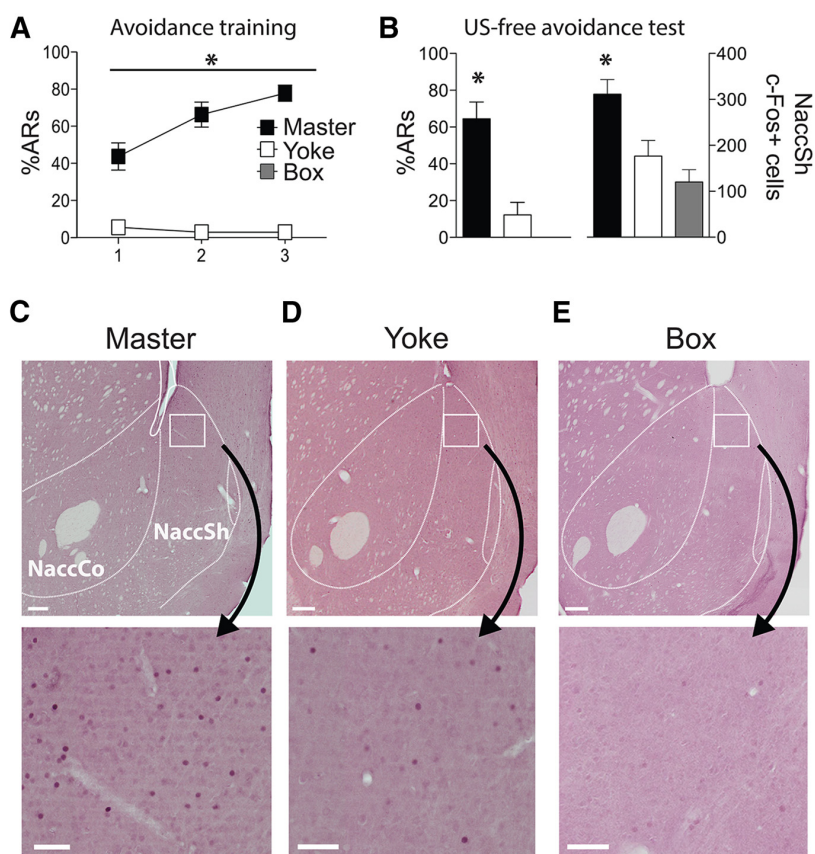 A
Avoidance training
*
%ARs
100
80
60
40
20
0
1
2
3
Master
Yoke
Box
B
US-free avoidance test
*
*
%ARs
100
80
60
40
20
0
400
300
200
100
0
NaccSh
c-Fos+ cells
C
Master
D
Yoke
E
Box
NaccSh
NaccCo